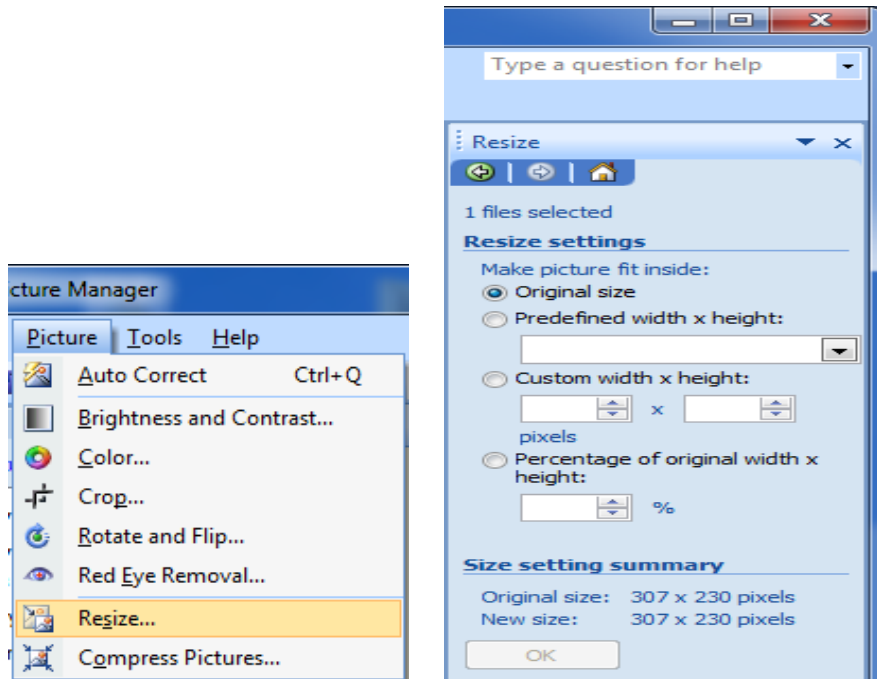 cture Manager
Picture Tools Help
Auto Correct Ctrl+Q
Brightness and Contrast...
Color...
Crop...
Rotate and Flip...
Red Eye Removal...
Resize...
Compress Pictures...
Type a question for help
Resize
1 files selected
Resize settings
Make picture fit inside:
Original size
Predefined width x height:
Custom width x height:
x
pixels
Percentage of original width x
height:
%
Size setting summary
Original size: 307 x 230 pixels
New size: 307 x 230 pixels
OK